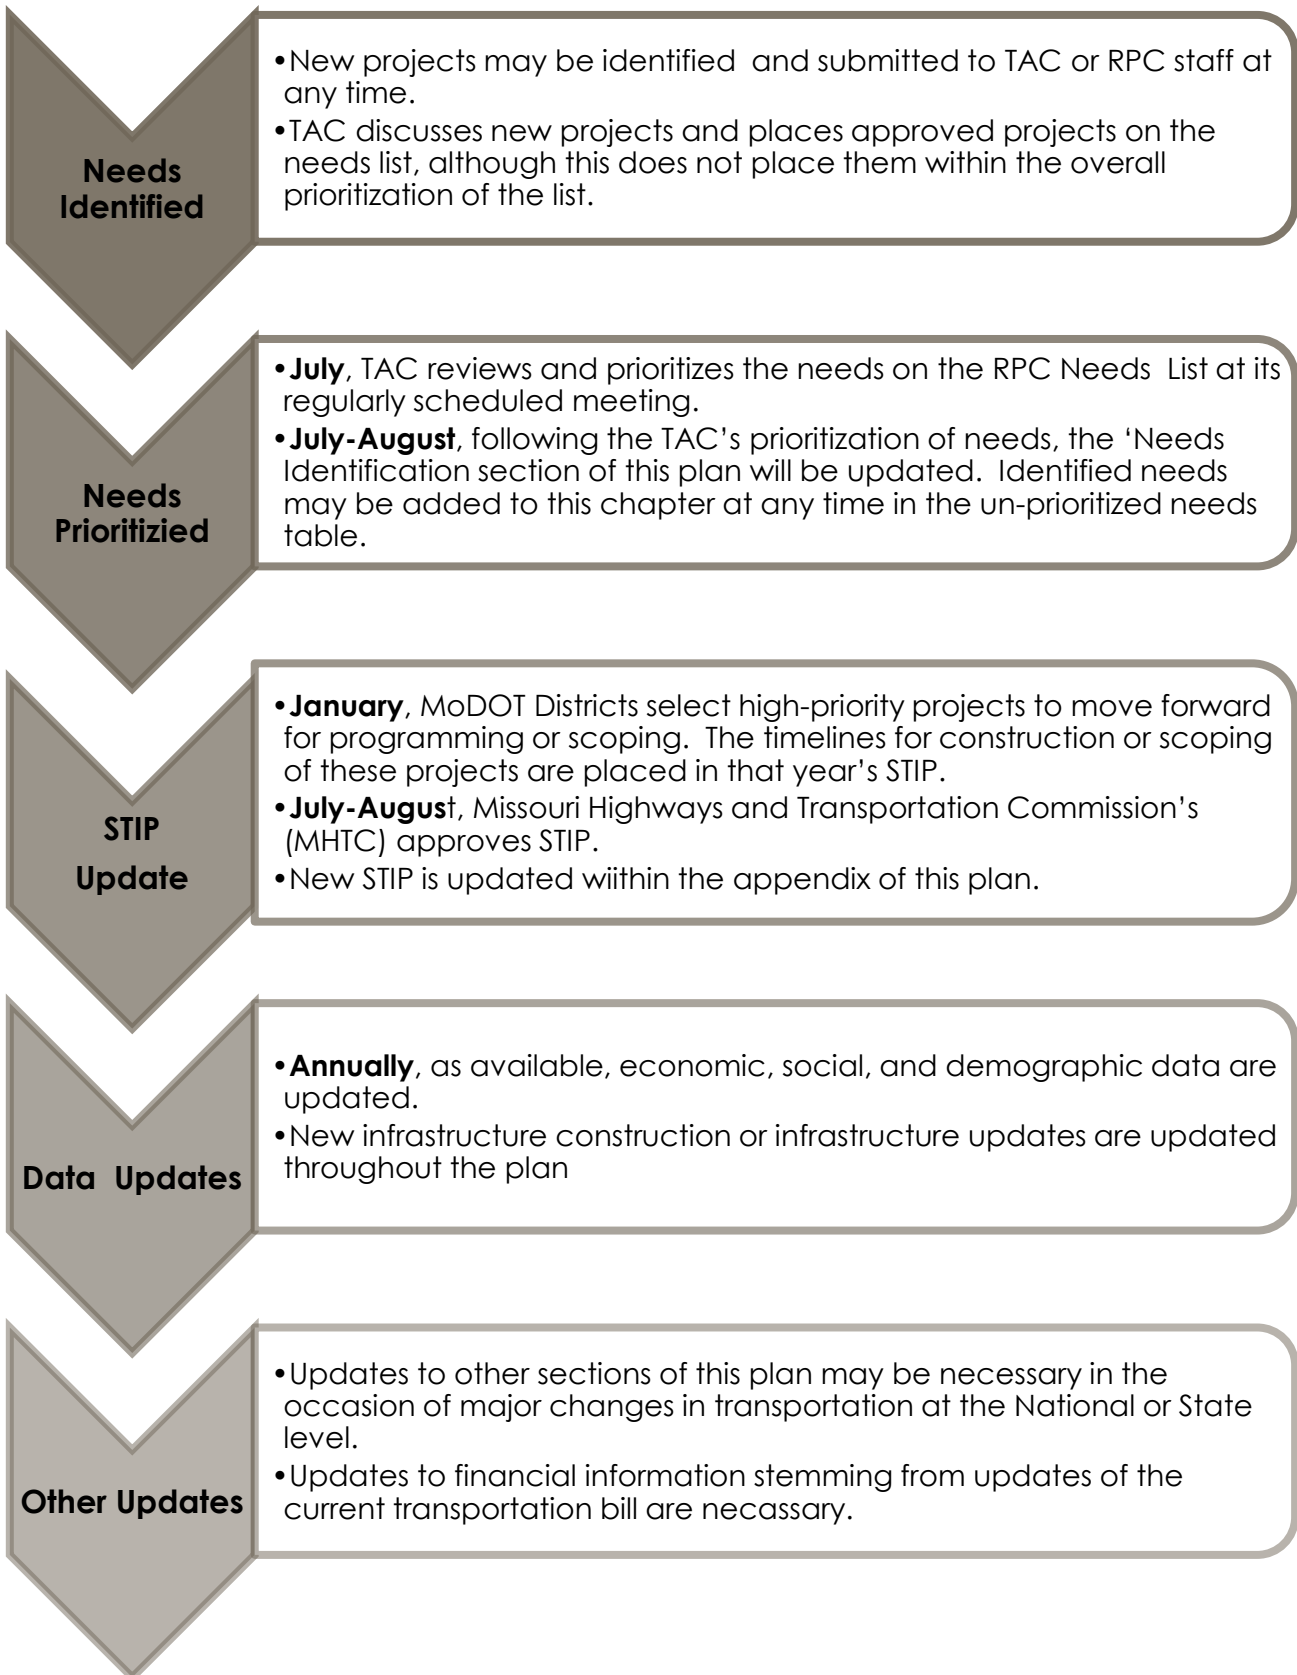 Needs
Identified
•New projects may be identified  and submitted to TAC or RPC staff at
any time.
•TAC discusses new projects and places approved projects on the
needs list, although this does not place them within the overall
prioritization of the list.
Needs
Prioritizied
•July, TAC reviews and prioritizes the needs on the RPC Needs  List at its
regularly scheduled meeting.
•July-August, following the TAC’s prioritization of needs, the ‘Needs
Identification section of this plan will be updated.  Identified needs
may be added to this chapter at any time in the un-prioritized needs
table.
STIP
Update
•January, MoDOT Districts select high-priority projects to move forward
for programming or scoping.  The timelines for construction or scoping
of these projects are placed in that year’s STIP.
•July-August, Missouri Highways and Transportation Commission’s
(MHTC) approves STIP.
•New STIP is updated wiithin the appendix of this plan.
Data  Updates
•Annually, as available, economic, social, and demographic data are
updated.
•New infrastructure construction or infrastructure updates are updated
throughout the plan
Other Updates
•Updates to other sections of this plan may be necessary in the
occasion of major changes in transportation at the National or State
level.
•Updates to financial information stemming from updates of the
current transportation bill are necassary.